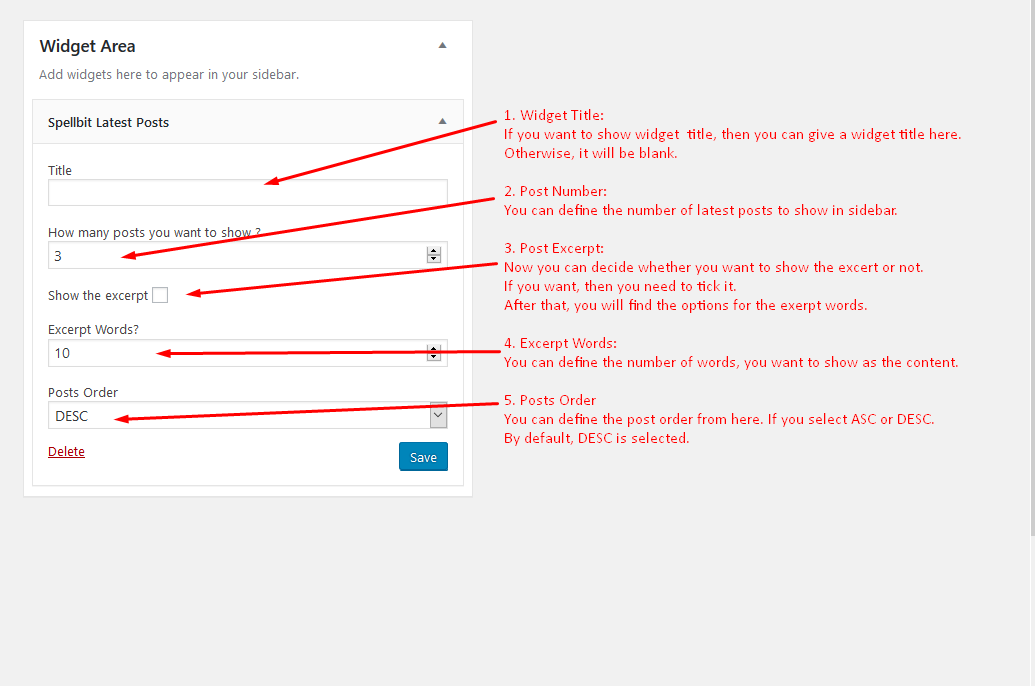 Widget Area
Add widgets here to appear in your sidebar.
Spellbit Latest Posts
Title
How many posts you want to show ?
3
Show the excerpt
Excerpt Words?
10
Posts Order
DESC
Delete
Save
1. Widget Title:
If you want to show widget  title, then you can give a widget title here.
Otherwise, it will be blank.
2. Post Number:
You can define the number of latest posts to show in sidebar.
3. Post Excerpt:
Now you can decide whether you want to show the excert or not.
If you want, then you need to tick it.
After that, you will find the options for the exerpt words.
4. Excerpt Words:
You can define the number of words, you want to show as the content.
5. Posts Order
You can define the post order from here. If you select ASC or DESC.
By default, DESC is selected.